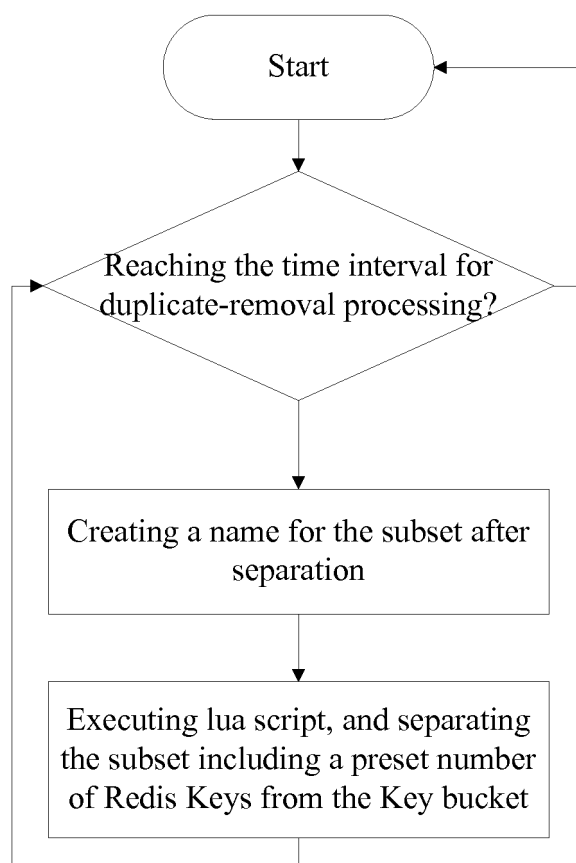 Start
Reaching the time interval for
duplicate-removal processing?
Creating a name for the subset after
separation
Executing lua script, and separating
the subset including a preset number
of Redis Keys from the Key bucket